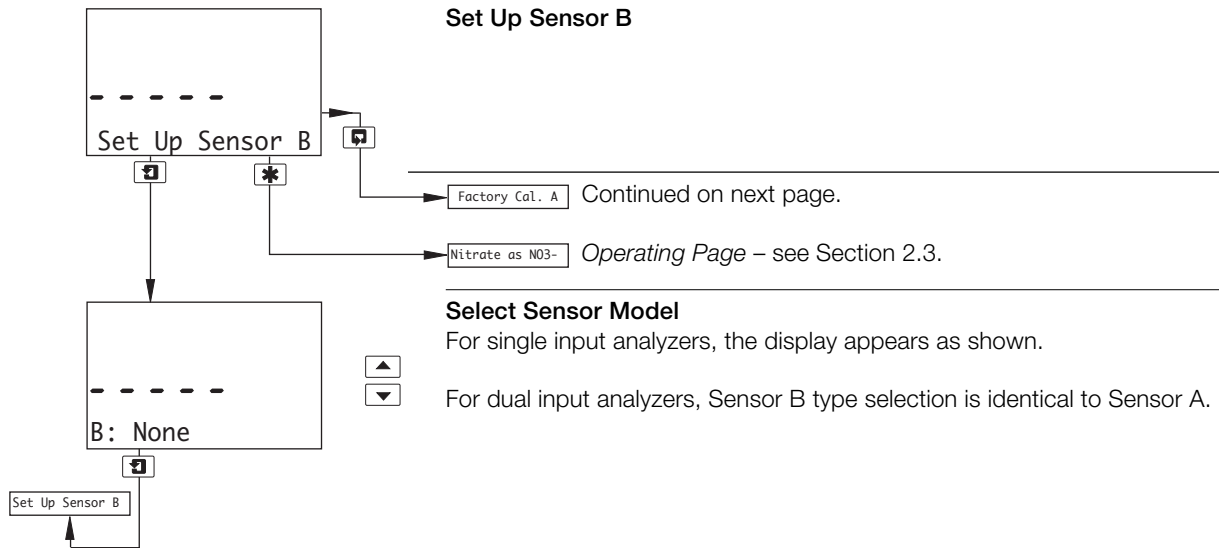 Set Up Sensor B
- - - - -
Set Up Sensor B
Factory Cal. A Continued on next page.
Nitrate as NO3- Operating Page – see Section 2.3.
Select Sensor Model
For single input analyzers, the display appears as shown.
- - - - -
For dual input analyzers, Sensor B type selection is identical to Sensor A.
B: None
Set Up Sensor B